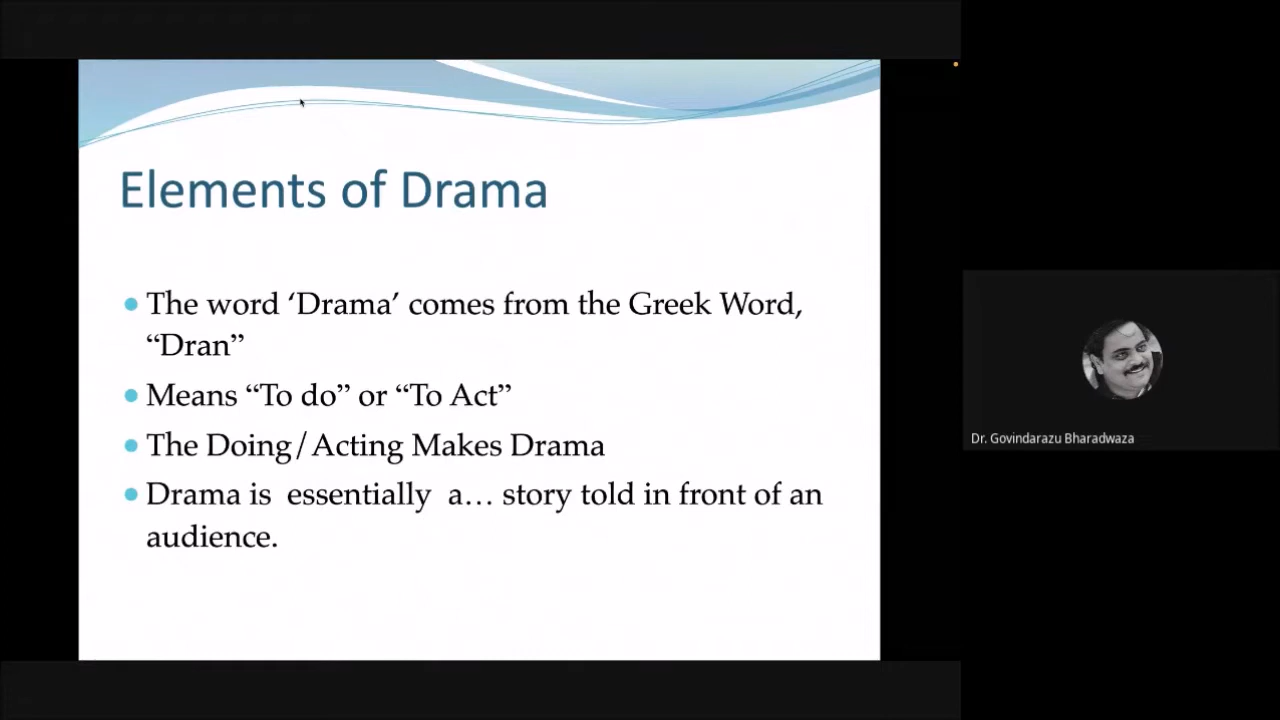 Elements of Drama
The word ‘Drama’ comes from the Greek Word,
“Dran”
Means “To do” or “To Act”
The Doing/Acting Makes Drama
Drama is essentially a… story told in front of an
audience.
Dr. Govindarazu Bharadwaza